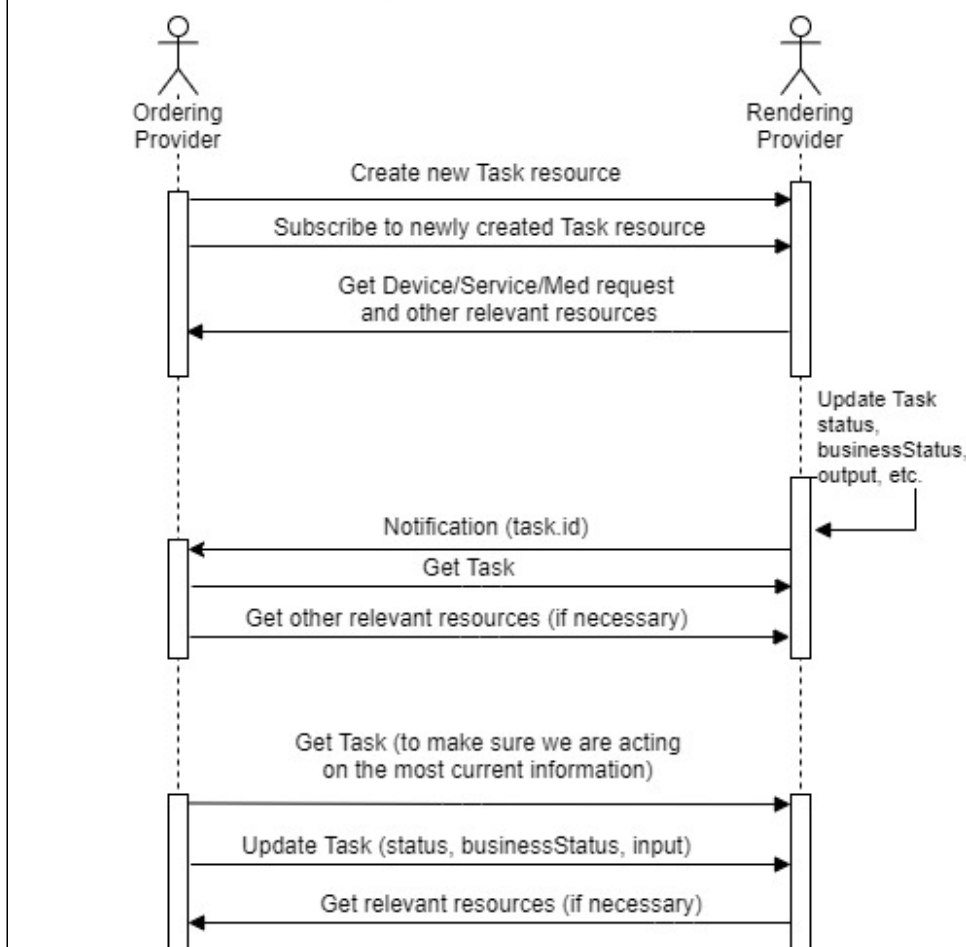 Ordering
Provider
Rendering
Provider
Create new Task resource
Subscribe to newly created Task resource
Get Device/Service/Med request
and other relevant resources
Update Task
status,
businessStatus,
output, etc.
Notification (task.id)
Get Task
Get other relevant resources (if necessary)
Get Task (to make sure we are acting
on the most current information)
Update Task (status, businessStatus, input)
Get relevant resources (if necessary)